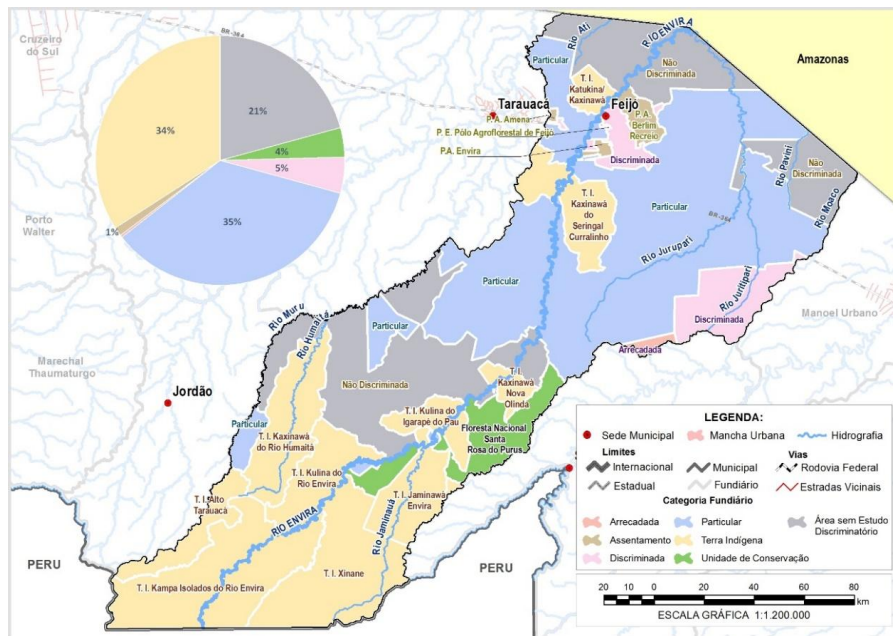 Cruzeiro
do Sul
BR-364
34%
21%
4%
5%
35%
1%
Porto
Walter
Marechal
Thaumaturgo
Jordão
Tarauacá
Feijó
Amazonas
Rio Ati
RIO ENVIRA
Particular
Não
Discriminada
T. I.
Katukina/
Kaxinawá
P. A. Amena
P. E. Pólo Agroflorestal de Feijó
P.A. Envira
P. A.
Berlim
Recreio
Discriminada
Não
Discriminada
Rio Pavini
Rio Moaco
T. I.
Kaxinawá
do
Seringal
Curralinho
Particular
BR-364
Rio Jurupari
Rio Juritipari
Particular
Discriminada
Manoel Urbano
Arrecadada
Rio Muru
Rio Humaitá
Particular
Não Discriminada
T. I.
Kaxinawá
Nova
Olinda
T. I. Kulina do
Igarapé do Pau
Floresta Nacional
Santa
Rosa do Purus
Particular
T. I. Kaxinawá
do Rio Humaitá
T. I. Kulina do
Rio Envira
T. I. Alto
Tarauacá
T. I. Jaminawá
Envira
RIO ENVIRA
Rio Jaminauá
T. I. Kampa Isolados do Rio Envira
T. I. Xinane
PERU
PERU
LEGENDA:
Sede Municipal
Mancha Urbana
Hidrografia
Limites
Vias
Internacional
Municipal
Rodovia Federal
Estadual
Fundiário
Estradas Vicinais
Categoria Fundiário
Arrecadada
Particular
Área sem Estudo
Discriminatório
Assentamento
Terra Indígena
Discriminada
Unidade de Conservação
20 10 0 20 40 60 80
km
ESCALA GRÁFICA 1:1.200.000